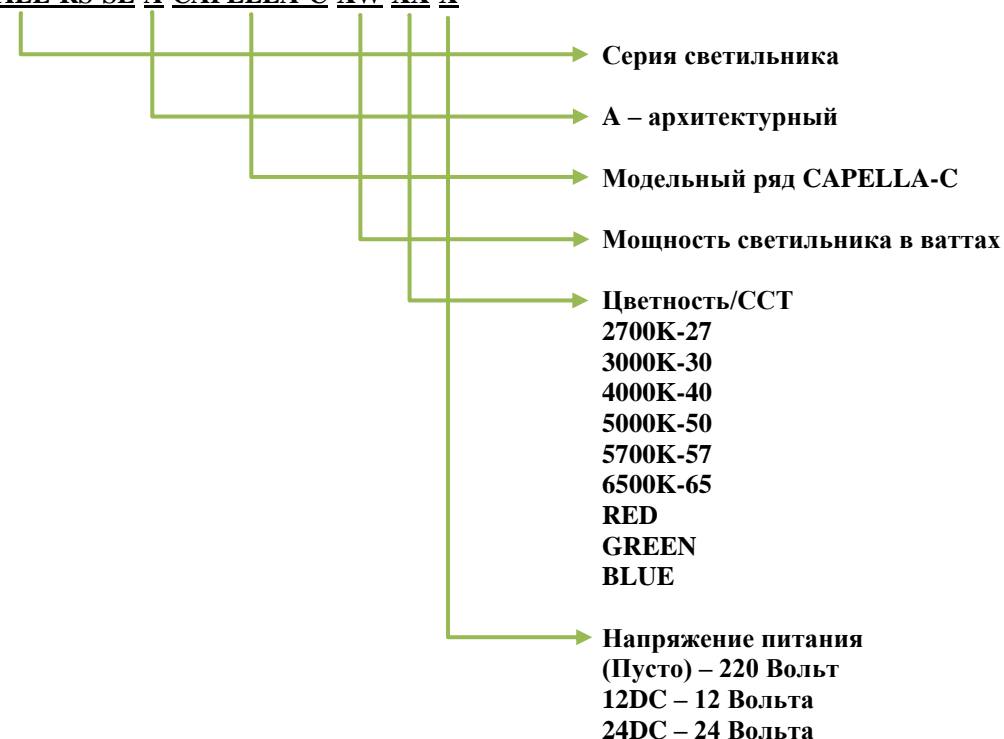 Серия светильника
А – архитектурный
Модельный ряд CAPELLA-C
Мощность светильника в ваттах
Цветность/CCT
2700K-27
3000K-30
4000K-40
5000K-50
5700K-57
6500K-65
RED
GREEN
BLUE
Напряжение питания
(Пусто) – 220 Вольт
12DC – 12 Вольта
24DC – 24 Вольта